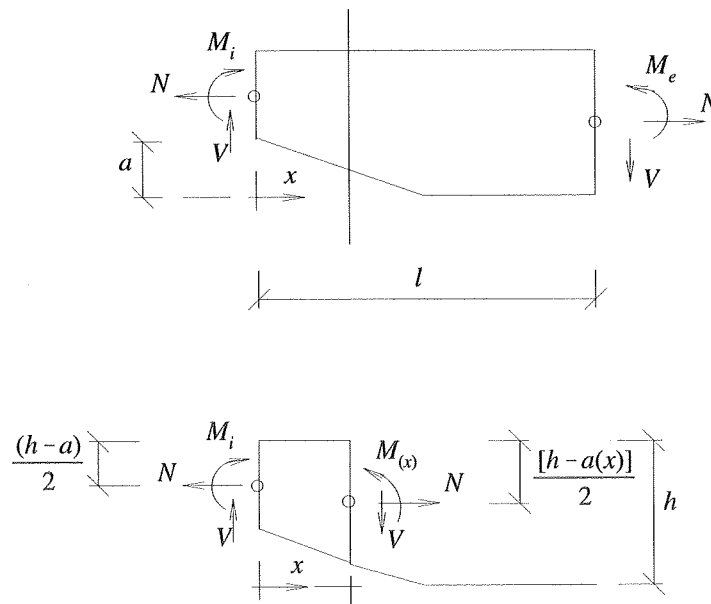 M_i
N
M_e
N
a
V
V
x
l
(h – a)
2
M_i
M_(x)
[h – a(x)]
2
N
N
h
V
V
x